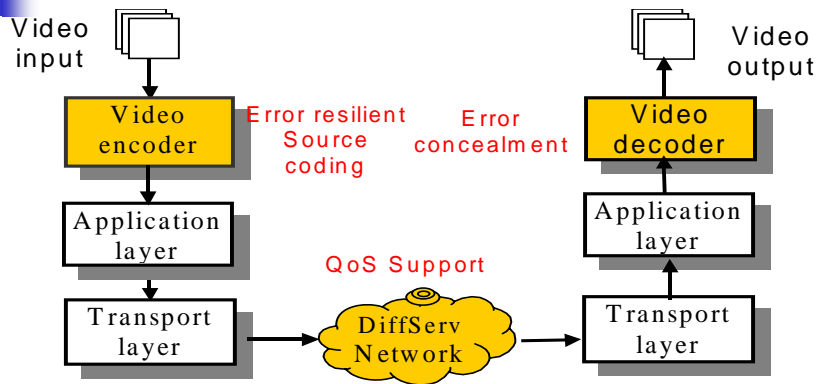 Video
input
Video
output
Video
encoder
Error resilient
Source
coding
Error
concealment
Video
decoder
Application
layer
Application
layer
QoS Support
Transport
layer
DiffServ
Network
Transport
layer